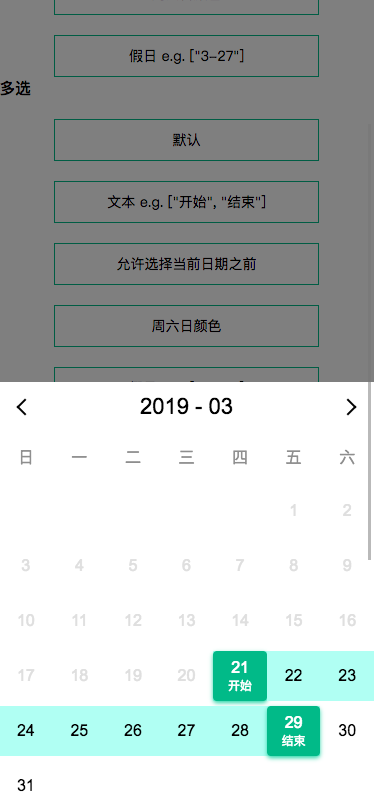 假日 e.g. ["3-27"]
多选
默认
文本 e.g. ["开始", "结束"]
允许选择当前日期之前
周六日颜色
2019 - 03
日 一 二 三 四 五 六
1 2
3 4 5 6 7 8 9
10 11 12 13 14 15 16
17 18 19 20 21 22 23
开始
24 25 26 27 28 29 30
结束
31